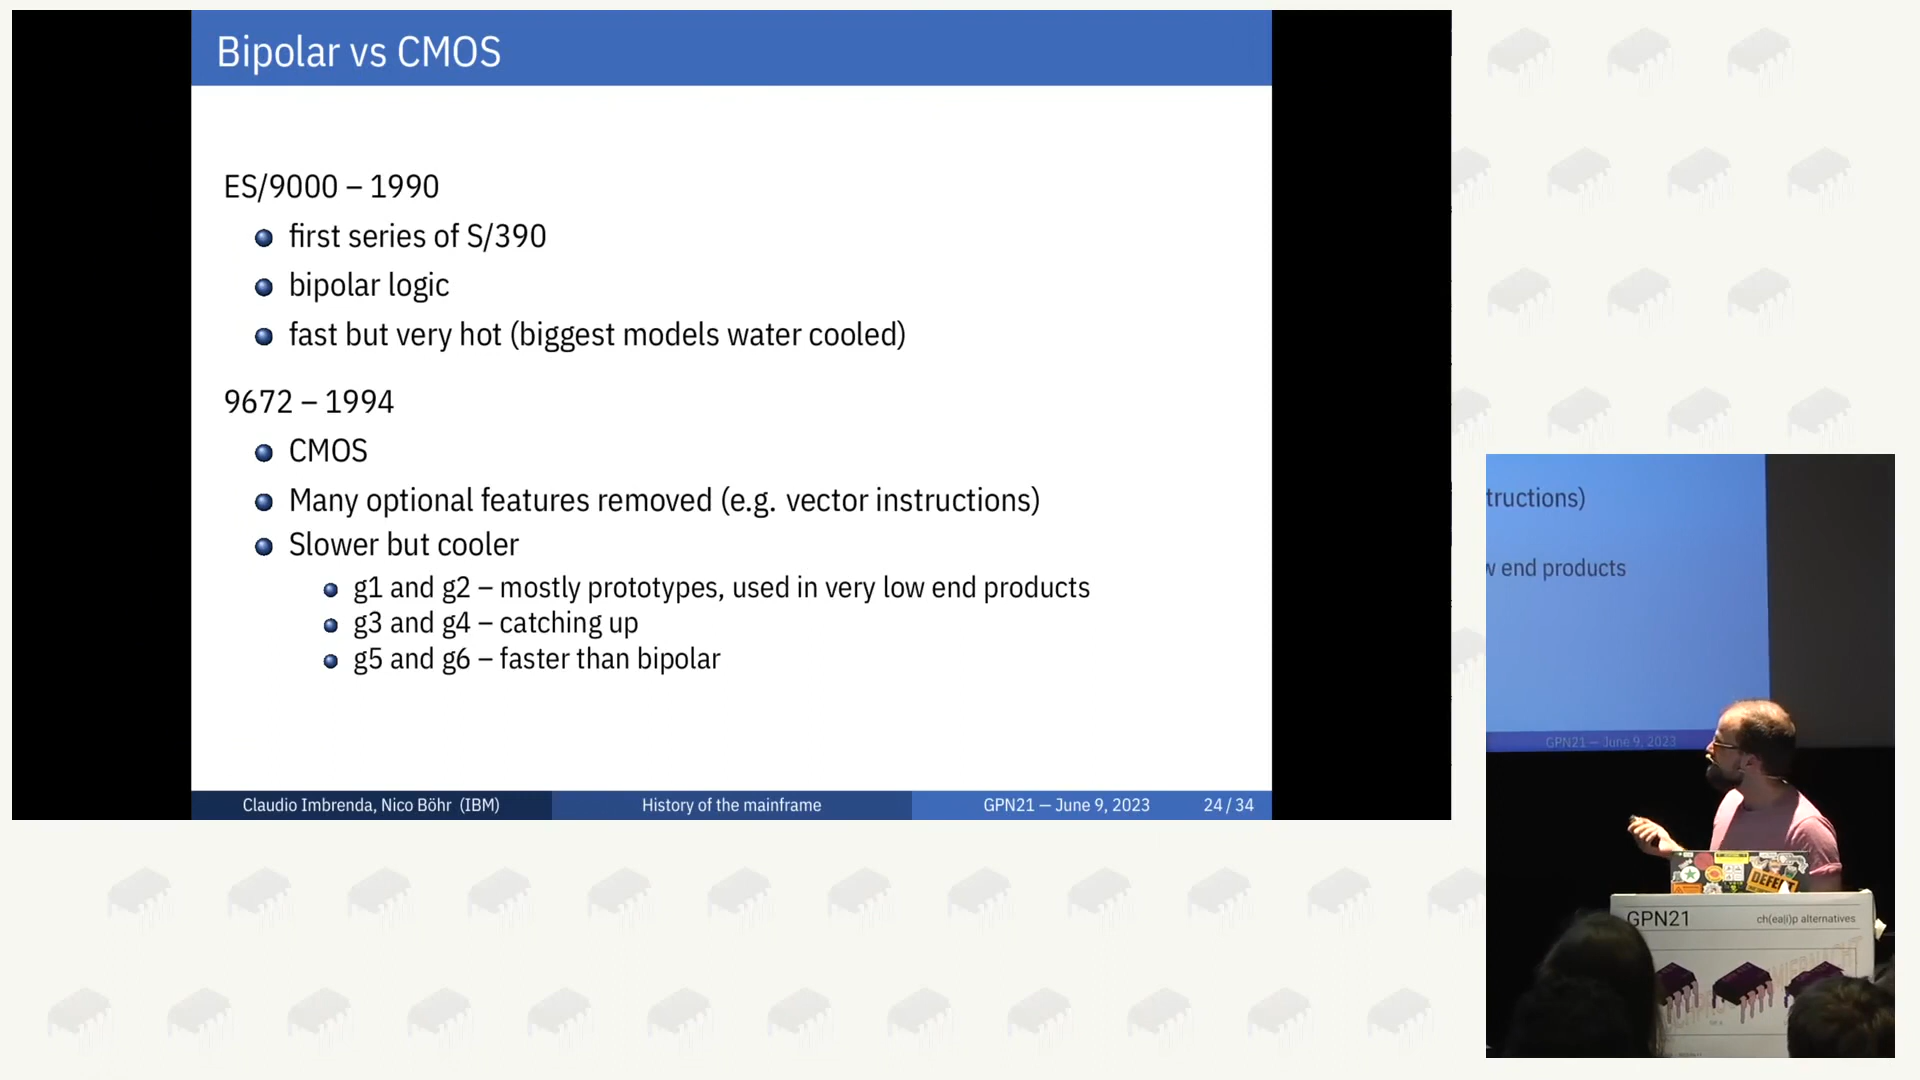 Bipolar vs CMOS
ES/9000 – 1990
first series of S/390
bipolar logic
fast but very hot (biggest models water cooled)
9672 – 1994
CMOS
Many optional features removed (e.g. vector instructions)
Slower but cooler
g1 and g2 – mostly prototypes, used in very low end products
g3 and g4 – catching up
g5 and g6 – faster than bipolar
Claudio Imbrenda, Nico Böhr (IBM)
History of the mainframe
GPN21 — June 9, 2023
24 / 34
tructions)
end products
GPN21 — June 9, 2023
GPN21
ch(ea|i)p alternatives